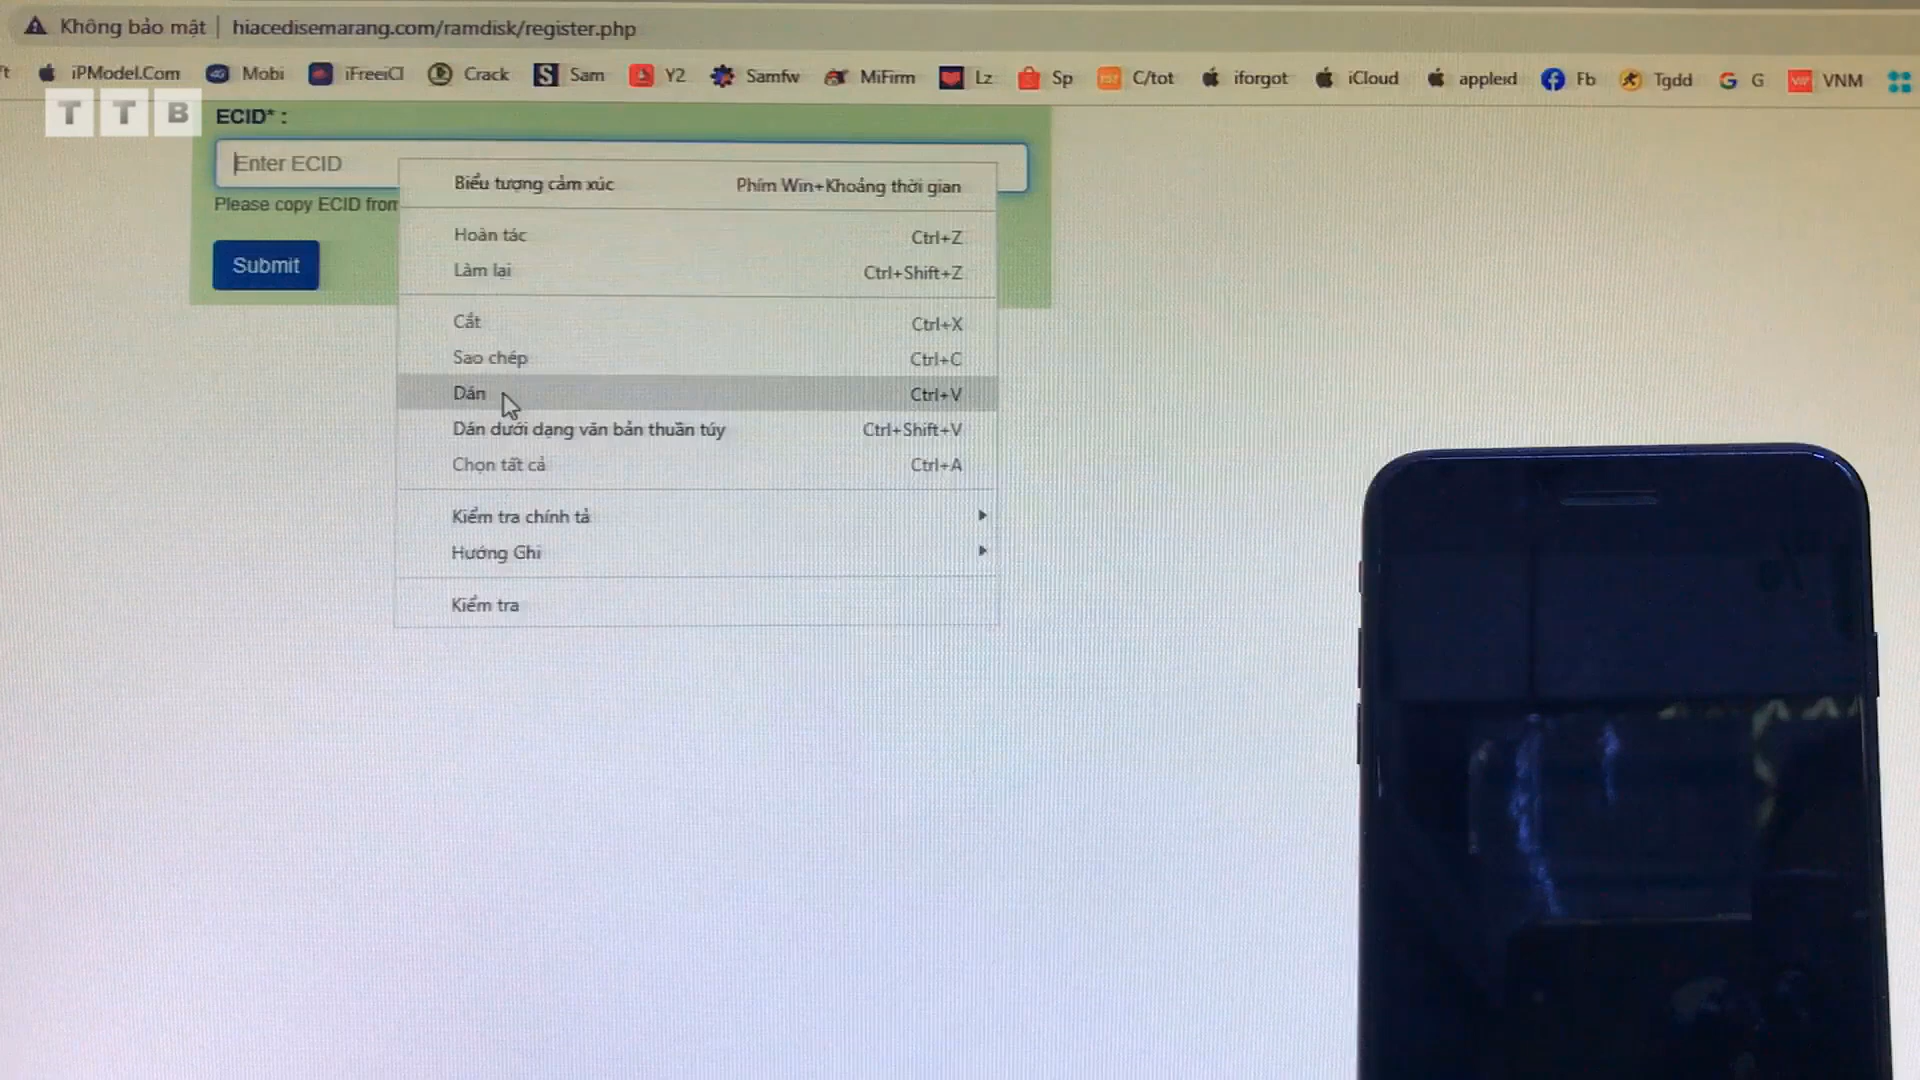 Không bảo mật | hiacedisemarang.com/ramdisk/register.php
iPModel.Com Mobi iFreeiCl Crack Sam Y2 Samfw MiFirm Lz Sp C/tot iforgot iCloud appleid Fb Tgdd G VNM
T T B
ECID* :
Enter ECID
Please copy ECID from
Submit
Biểu tượng cảm xúc Phím Win+Khoảng thời gian
Hoàn tác Ctrl+Z
Làm lại Ctrl+Shift+Z
Cắt Ctrl+X
Sao chép Ctrl+C
Dán Ctrl+V
Dán dưới dạng văn bản thuần túy Ctrl+Shift+V
Chọn tất cả Ctrl+A
Kiểm tra chính tả
Hướng Ghi
Kiểm tra